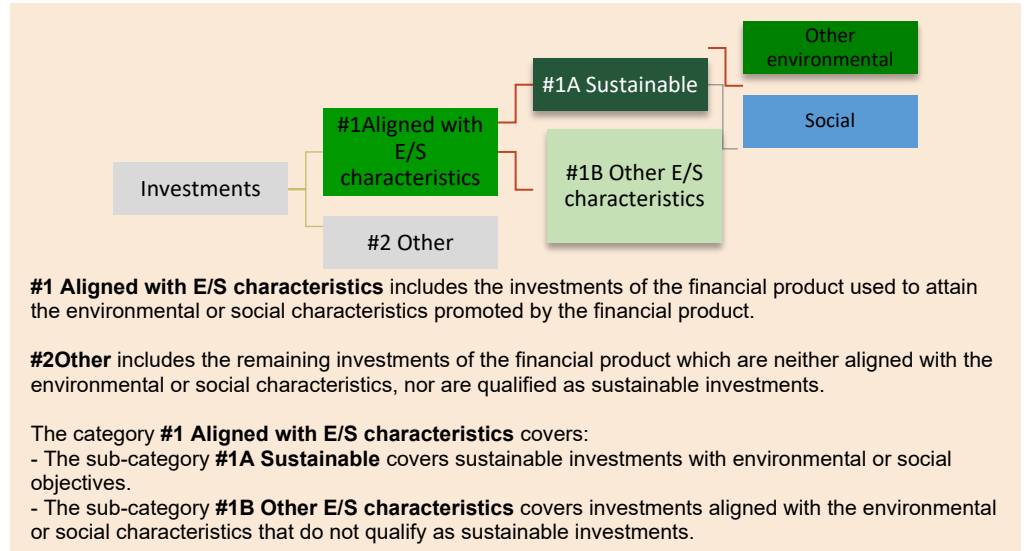 Other
environmental
#1A Sustainable
Social
#1Aligned with
E/S
characteristics
#1B Other E/S
characteristics
Investments
#2 Other
#1 Aligned with E/S characteristics includes the investments of the financial product used to attain
the environmental or social characteristics promoted by the financial product.
#2Other includes the remaining investments of the financial product which are neither aligned with the
environmental or social characteristics, nor are qualified as sustainable investments.
The category #1 Aligned with E/S characteristics covers:
- The sub-category #1A Sustainable covers sustainable investments with environmental or social
objectives.
- The sub-category #1B Other E/S characteristics covers investments aligned with the environmental
or social characteristics that do not qualify as sustainable investments.